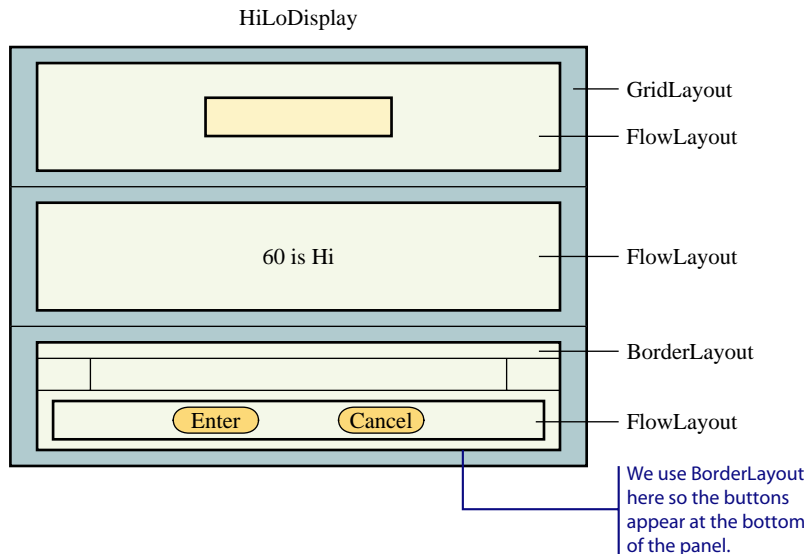 HiLoDisplay
GridLayout
FlowLayout
60 is Hi
FlowLayout
BorderLayout
Enter
Cancel
FlowLayout
We use BorderLayout
here so the buttons
appear at the bottom
of the panel.